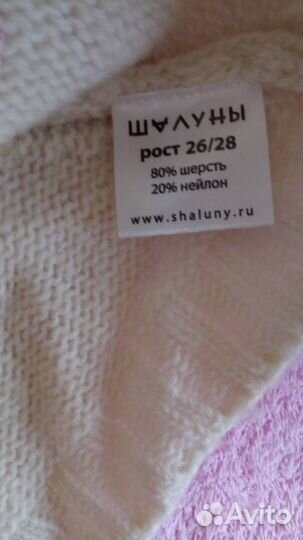 ШАЛУНЫ
рост 26/28
80% шерсть
20% нейлон
www.shaluny.ru
Avito